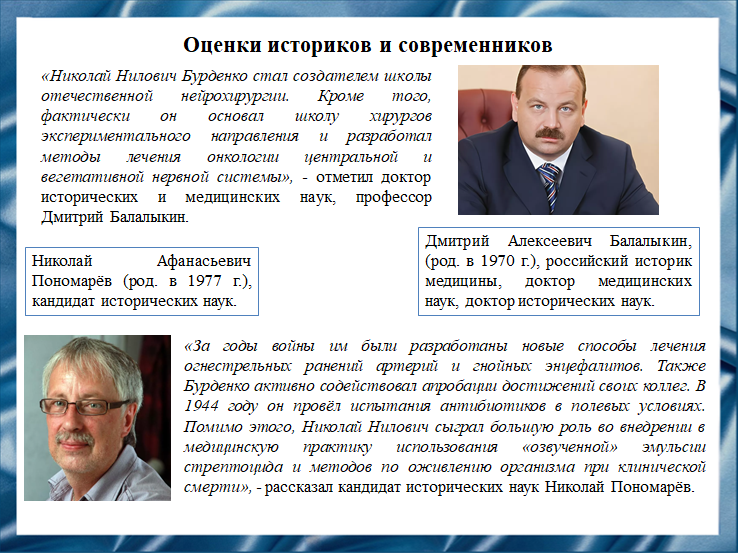 Оценки историков и современников
«Николай Нилович Бурденко стал создателем школы
отечественной нейрохирургии. Кроме того,
фактически он основал школу хирургов
экспериментального направления и разработал
методы лечения онкологии центральной и
вегетативной нервной системы», - отметил доктор
исторических и медицинских наук, профессор
Дмитрий Балалыкин.
Дмитрий Алексеевич Балалыкин,
(род. в 1970 г.), российский историк
медицины, доктор медицинских
наук, доктор исторических наук.
Николай Афанасьевич
Пономарёв (род. в 1977 г.),
кандидат исторических наук.
«За годы войны им были разработаны новые способы лечения
огнестрельных ранений артерий и гнойных энцефалитов. Также
Бурденко активно содействовал апробации достижений своих коллег. В
1944 году он провёл испытания антибиотиков в полевых условиях.
Помимо этого, Николай Нилович сыграл большую роль во внедрении в
медицинскую практику использования «озвученной» эмульсии
стрептоцида и методов по оживлению организма при клинической
смерти», - рассказал кандидат исторических наук Николай Пономарёв.